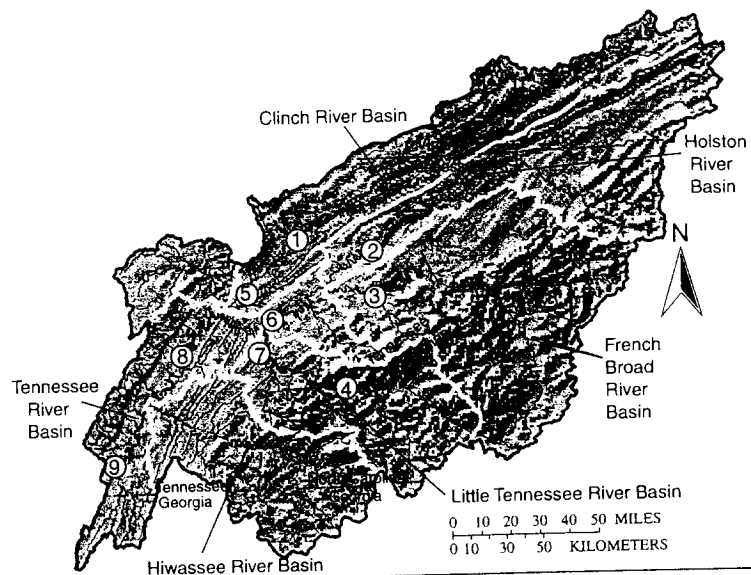 Clinch River Basin
Holston
River
Basin
N
1
2
3
4
5
6
7
8
9
French
Broad
River
Basin
Tennessee
River
Basin
Tennessee
Georgia
Georgia
Little Tennessee River Basin
Hiwassee River Basin
0 10 20 30 40 50 MILES
0 10 30 50 KILOMETERS